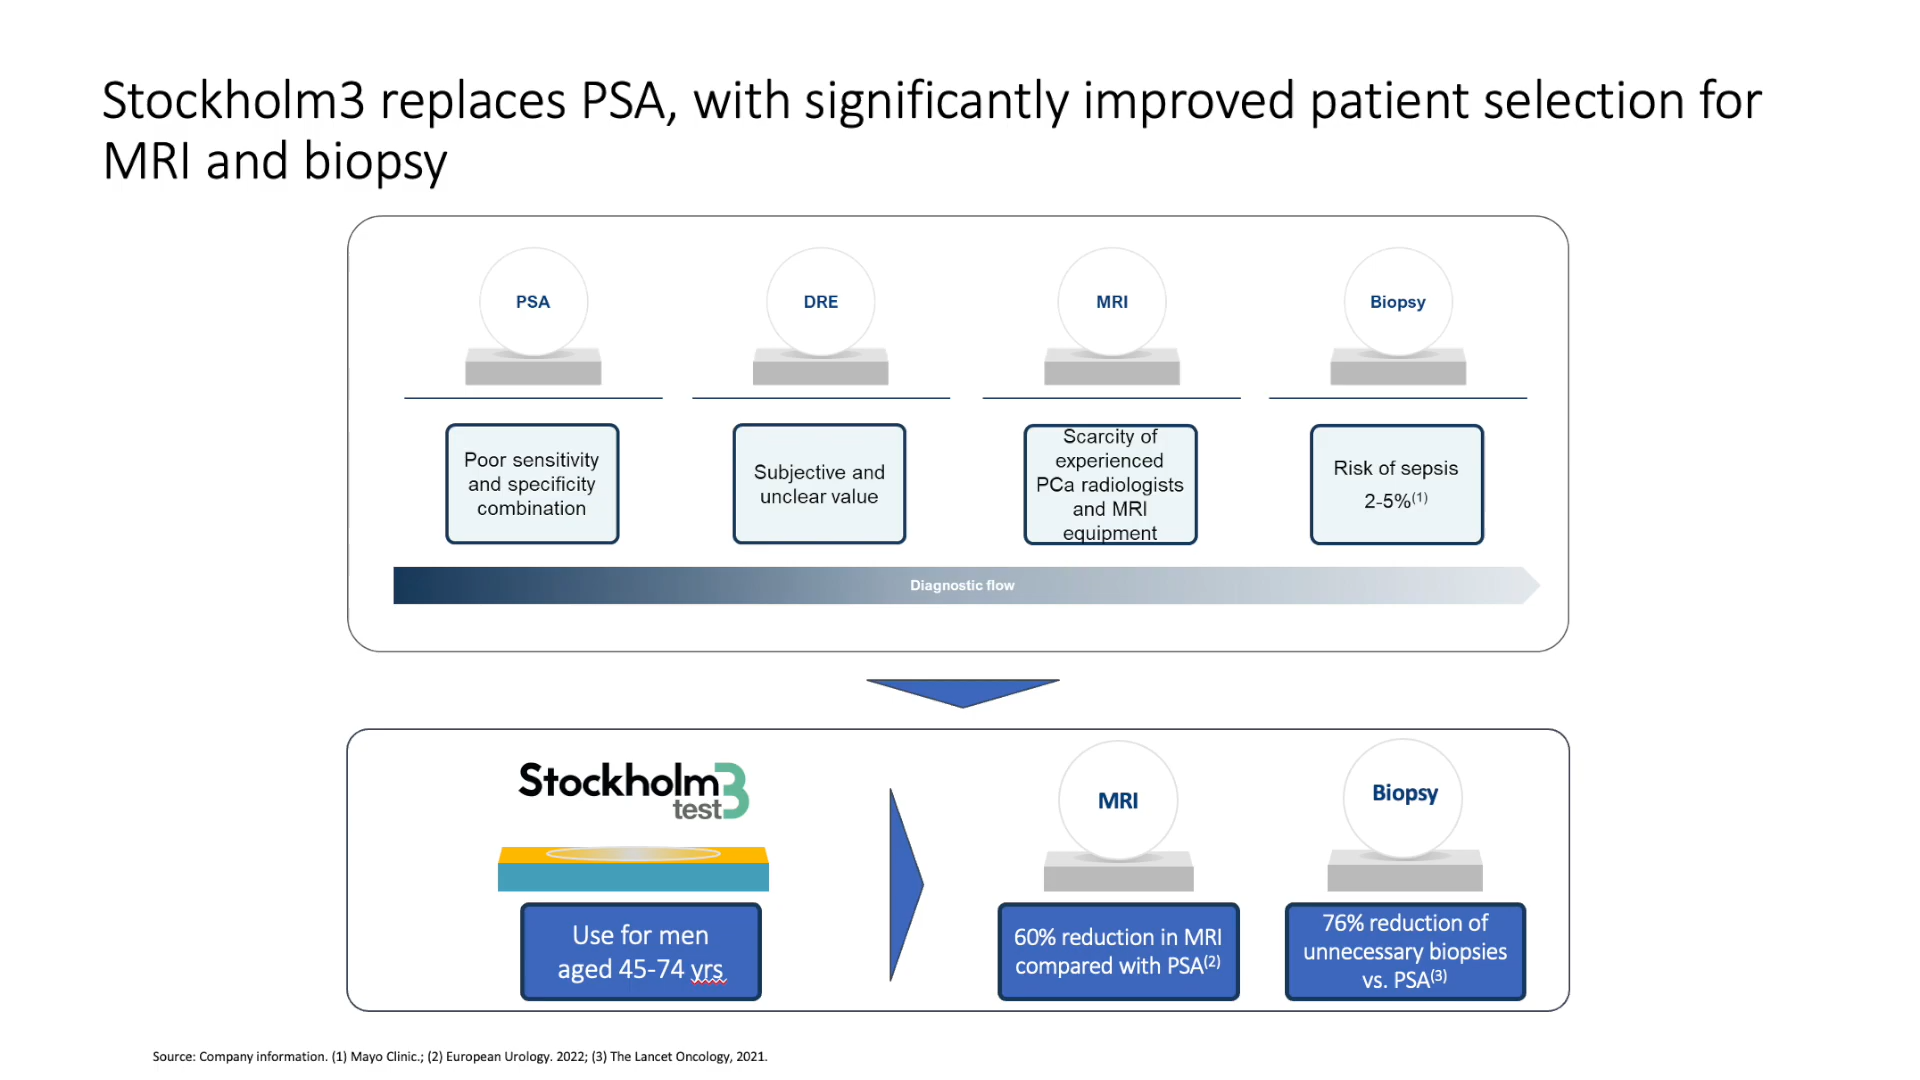 Stockholm3 replaces PSA, with significantly improved patient selection for
MRI and biopsy
PSA
DRE
MRI
Biopsy
Poor sensitivity
and specificity
combination
Subjective and
unclear value
Scarcity of
experienced
PCa radiologists
and MRI
equipment
Risk of sepsis
2-5%(1)
Diagnostic flow
Stockholm3
test
Use for men
aged 45-74 yrs
MRI
60% reduction in MRI
compared with PSA(2)
Biopsy
76% reduction of
unnecessary biopsies
vs. PSA(3)
Source: Company information. (1) Mayo Clinic.; (2) European Urology. 2022; (3) The Lancet Oncology, 2021.